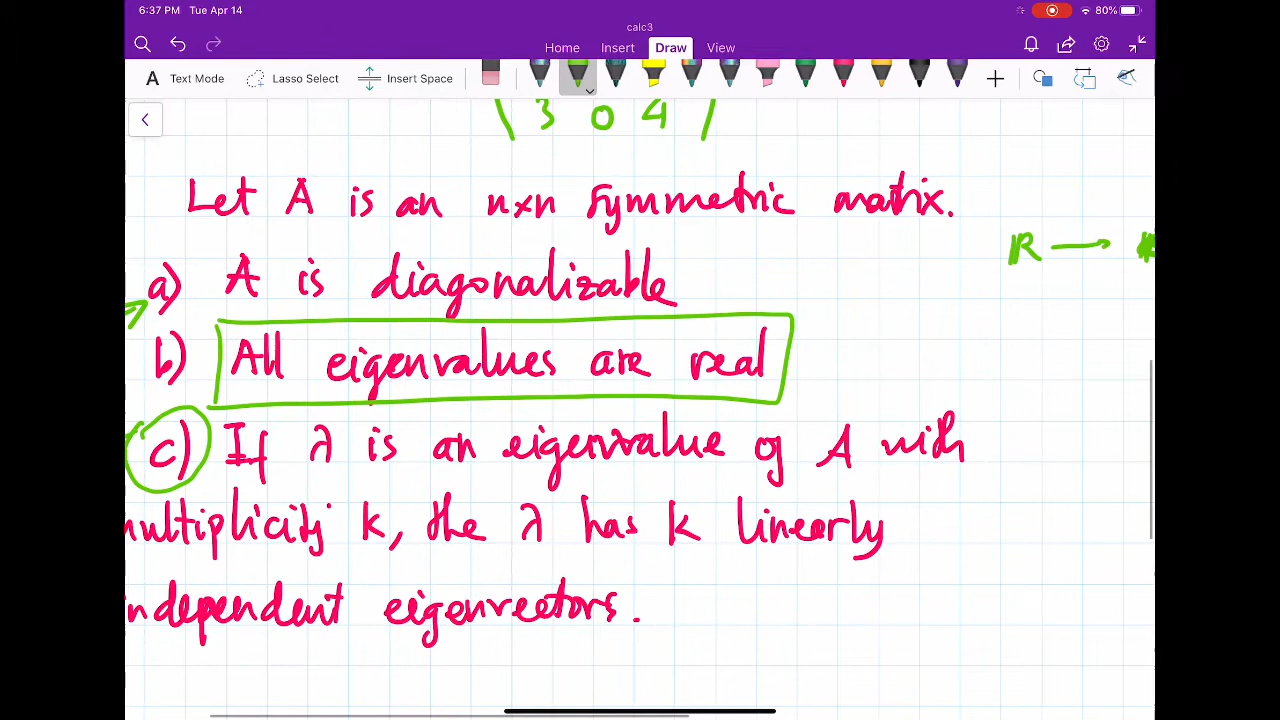 6:37 PM Tue Apr 14
80%
calc3
Home Insert Draw View
A Text Mode Lasso Select Insert Space
3 0 4
Let A is an n×n symmetric matrix.
R →
a) A is diagonalizable
b) All eigenvalues are real
c) If λ is an eigenvalue of A with
multiplicity k, the λ has k linearly
independent eigenvectors.